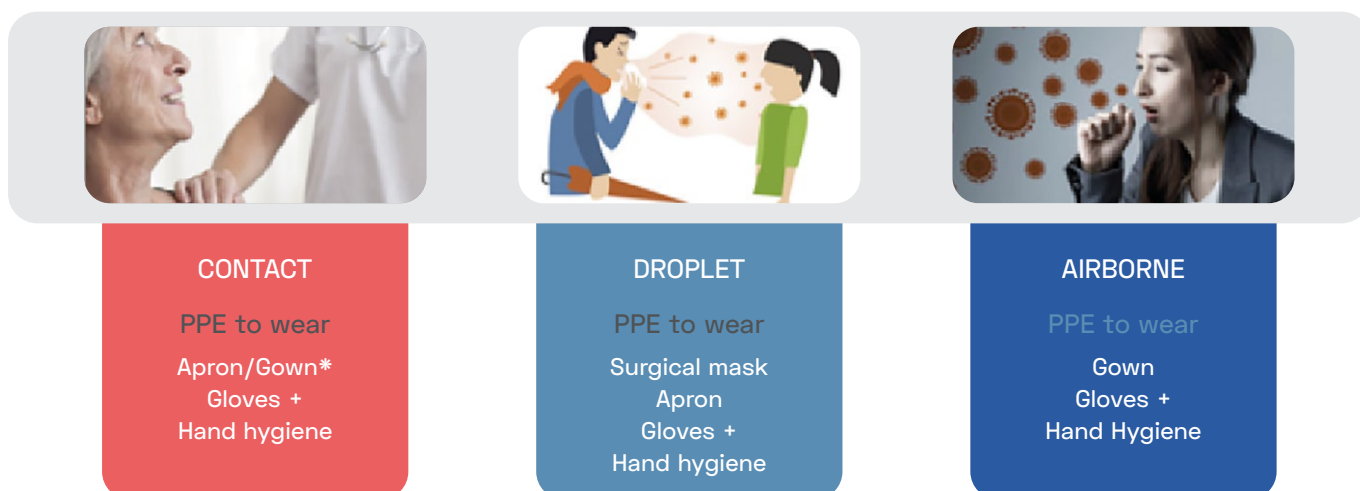 CONTACT
PPE to wear
Apron/Gown*
Gloves +
Hand hygiene
DROPLET
PPE to wear
Surgical mask
Apron
Gloves +
Hand hygiene
AIRBORNE
PPE to wear
Gown
Gloves +
Hand Hygiene